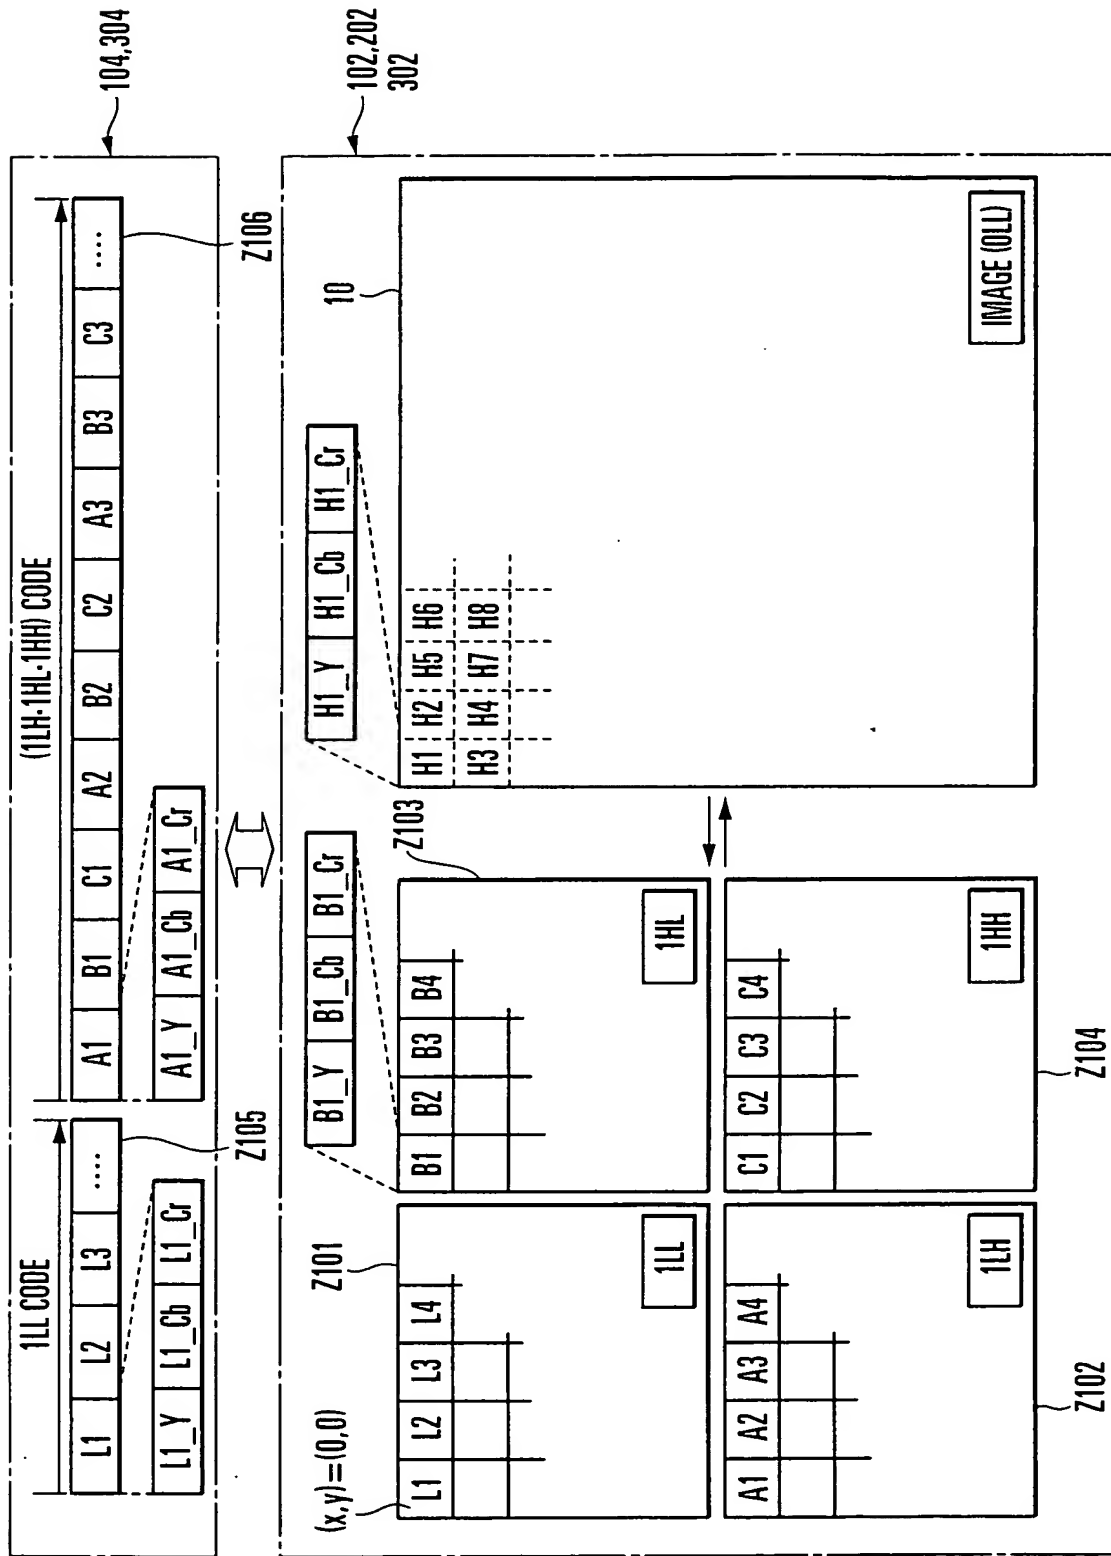 104,304
1LL CODE
(1LH·1HL·1HH) CODE
L1 L2 L3 ....
A1 B1 C1 A2 B2 C2 A3 B3 C3 ....
L1_Y L1_Cb L1_Cr
A1_Y A1_Cb A1_Cr
Z105
Z106
102,202
302
B1_Y B1_Cb B1_Cr
H1_Y H1_Cb H1_Cr
(x,y)=(0,0)
Z101
Z103
10
L1 L2 L3 L4
1LL
B1 B2 B3 B4
1HL
H1 H2 H5 H6
H3 H4 H7 H8
A1 A2 A3 A4
1LH
C1 C2 C3 C4
1HH
IMAGE (0LL)
Z102
Z104